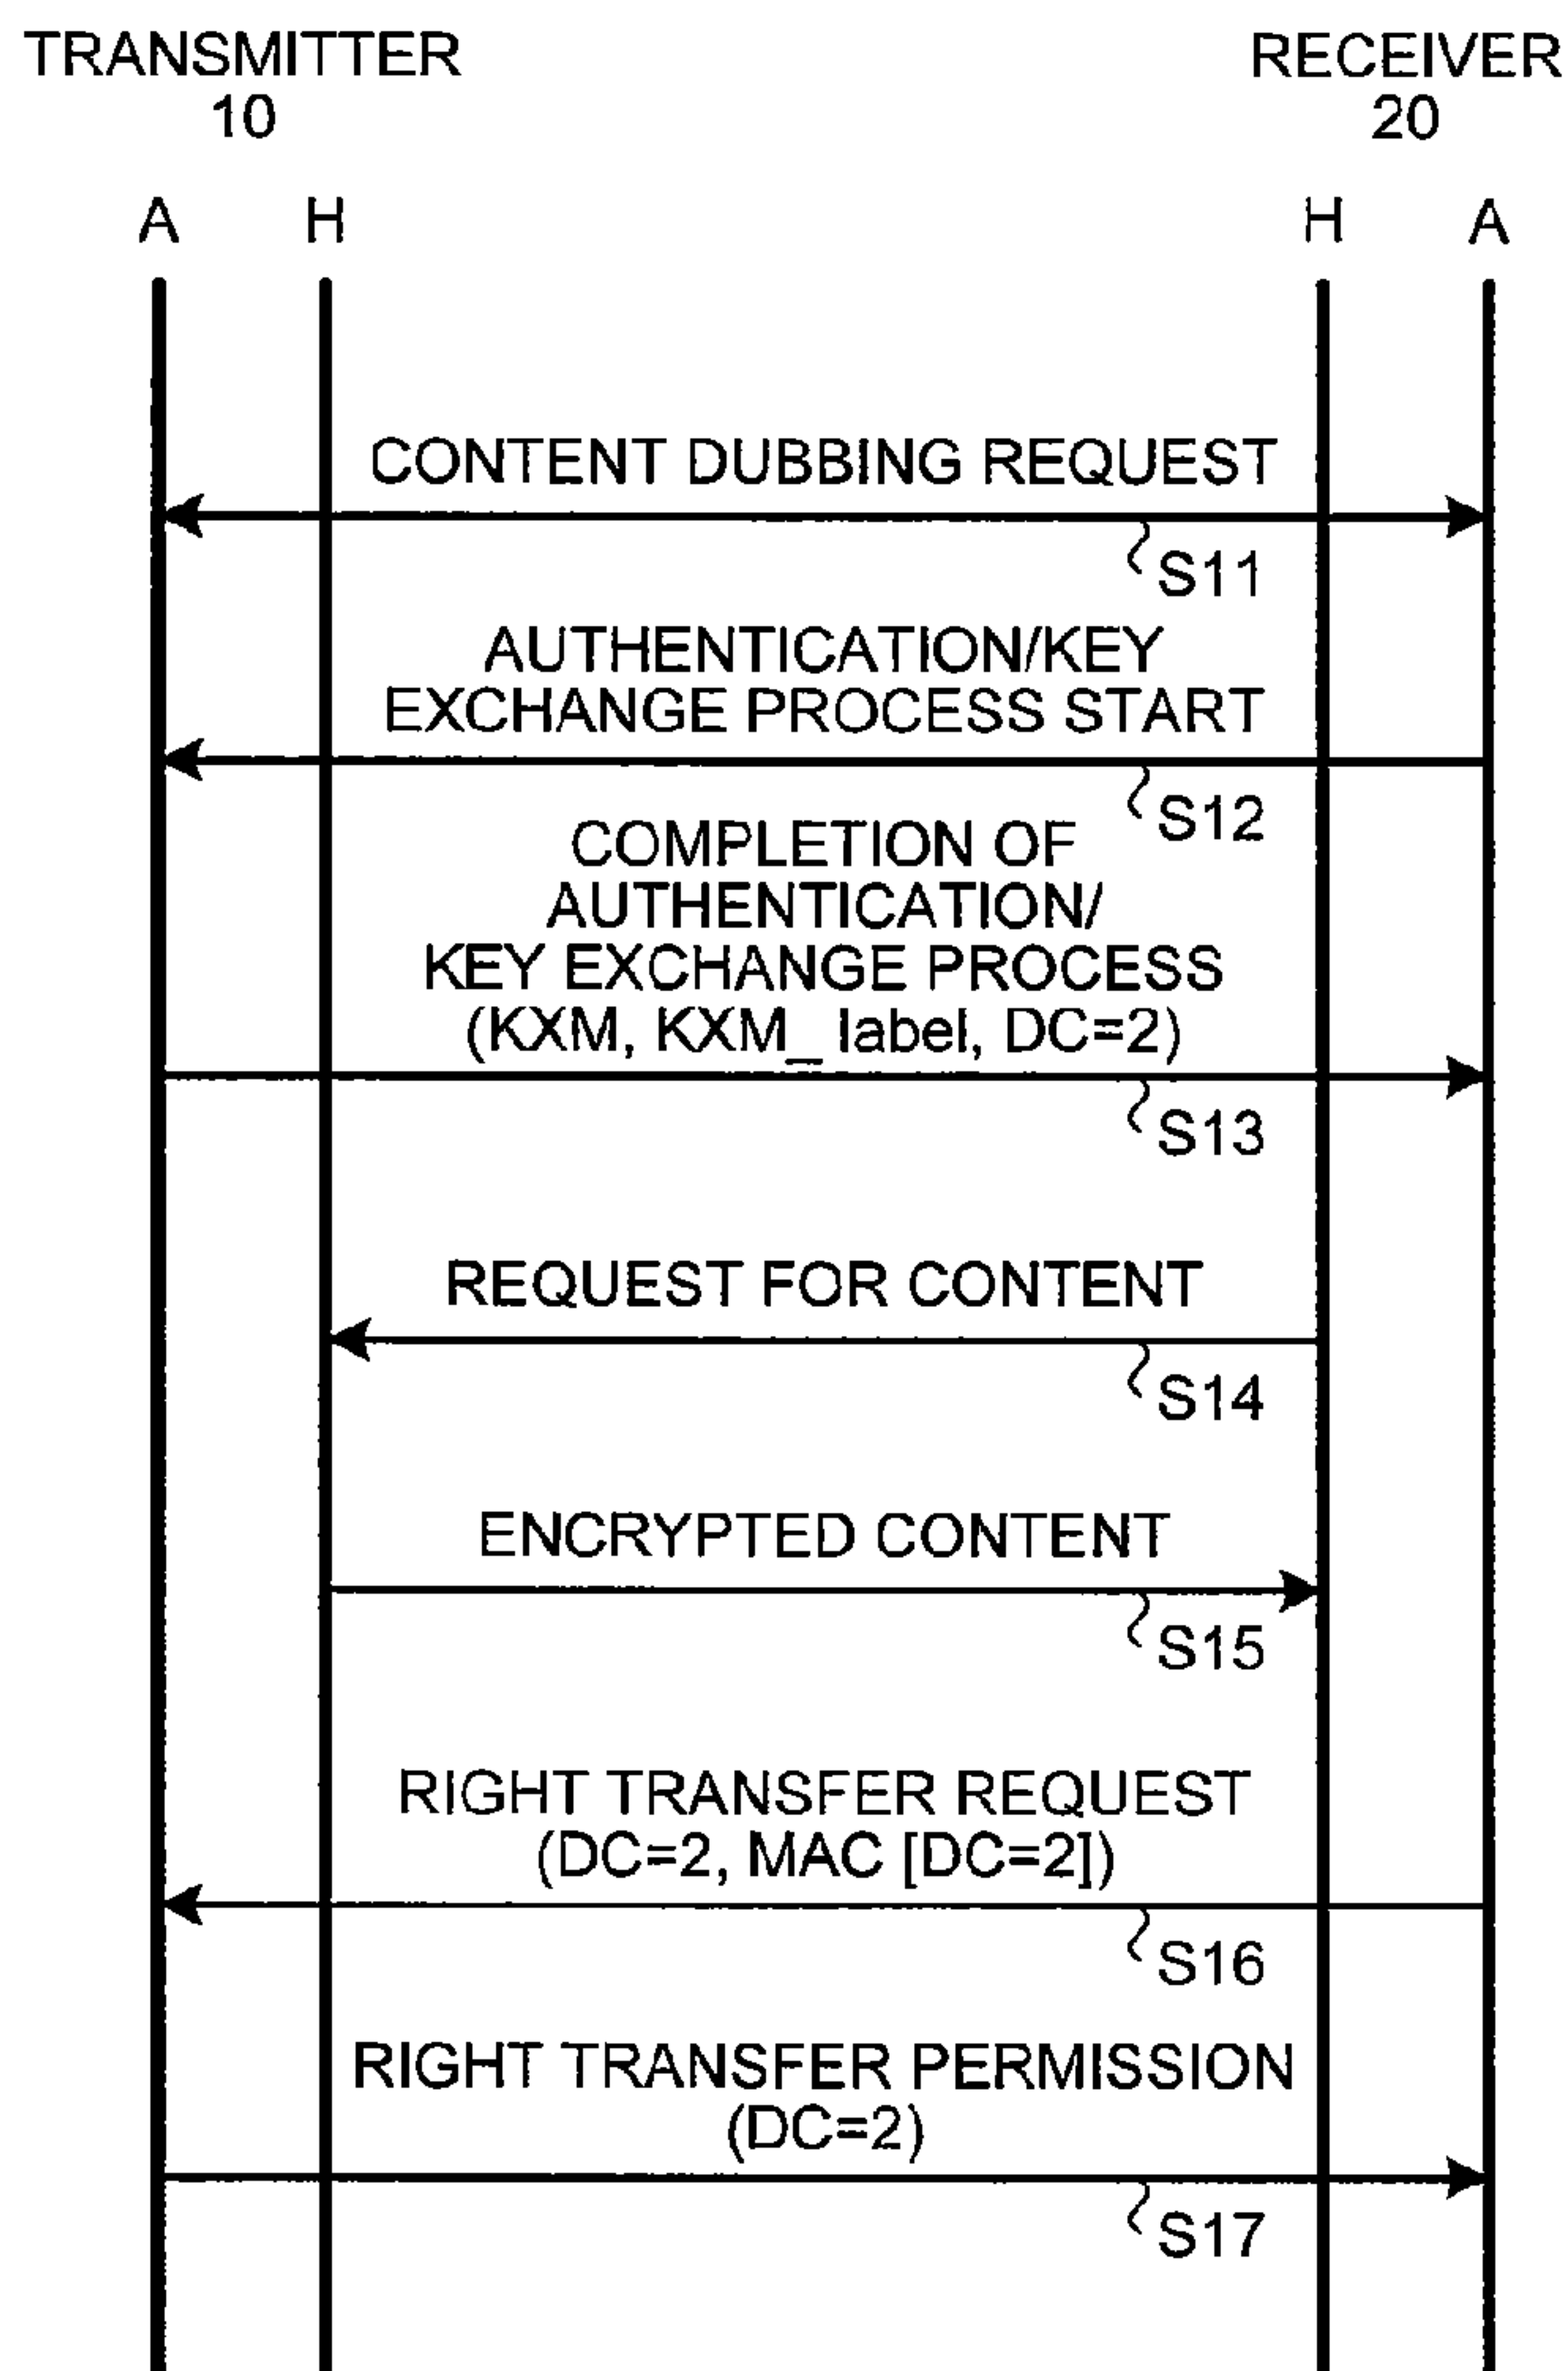 TRANSMITTER
10
RECEIVER
20
A
H
H
A
CONTENT DUBBING REQUEST
S11
AUTHENTICATION/KEY
EXCHANGE PROCESS START
S12
COMPLETION OF
AUTHENTICATION/
KEY EXCHANGE PROCESS
(KXM, KXM_ label, DC=2)
S13
REQUEST FOR CONTENT
S14
ENCRYPTED CONTENT
S15
RIGHT TRANSFER REQUEST
(DC=2, MAC [DC=2])
S16
RIGHT TRANSFER PERMISSION
(DC=2)
S17